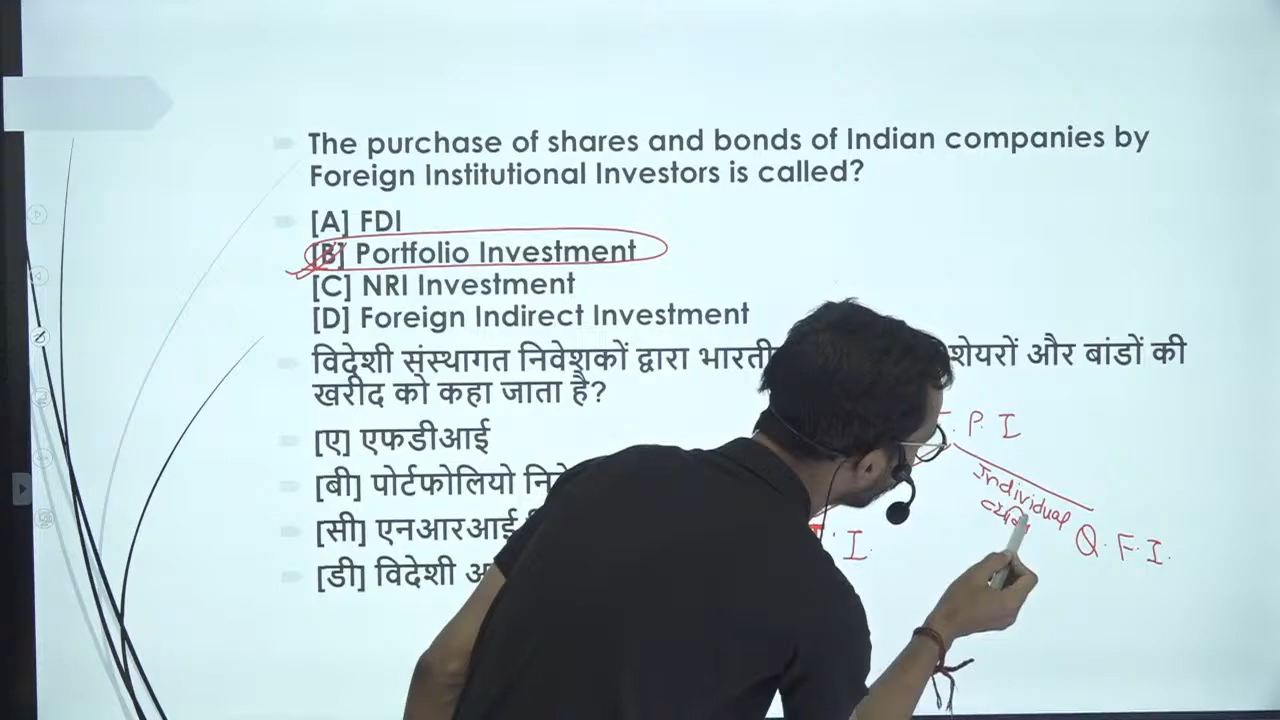 The purchase of shares and bonds of Indian companies by
Foreign Institutional Investors is called?
[A] FDI
[B] Portfolio Investment
[C] NRI Investment
[D] Foreign Indirect Investment
विदेशी संस्थागत निवेशकों द्वारा शेयरों और बांडों की
खरीद को कहा जाता है?
[ए] एफडीआई
[बी] पोर्टफोलियो
[सी] एनआरआई
[डी] विदेशी
P. I
Individual
I.
Q. F. I.